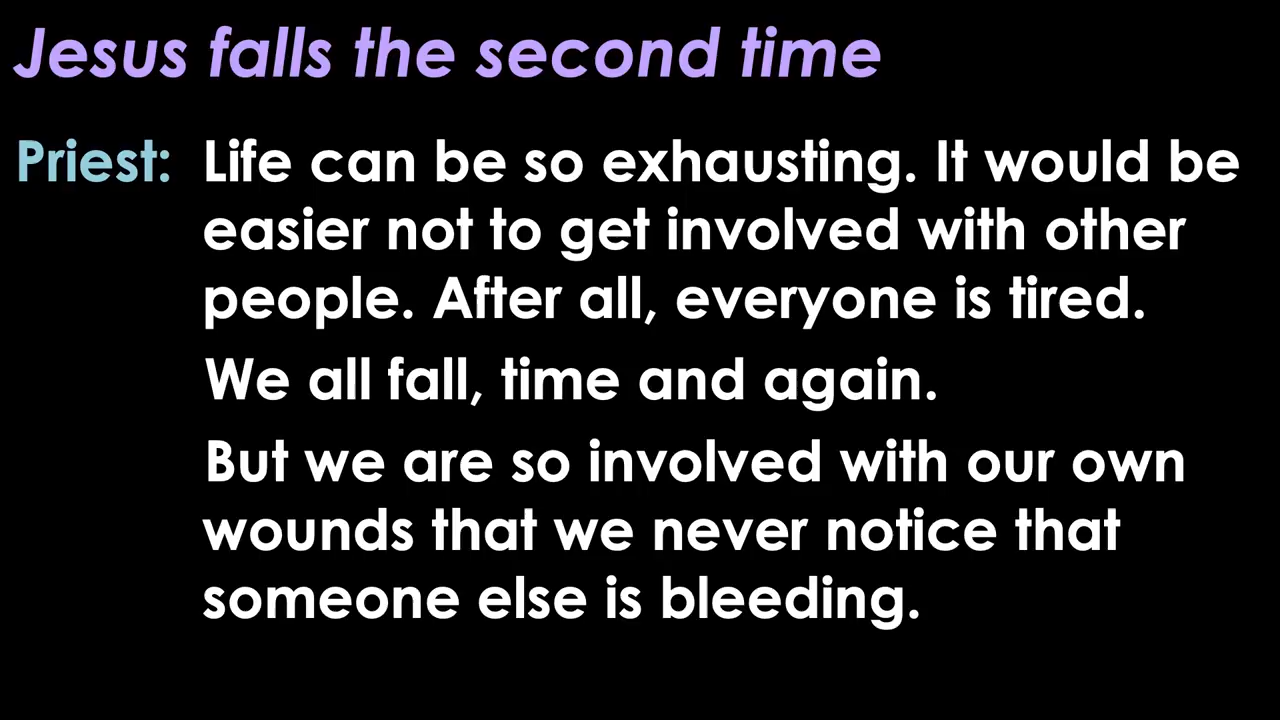 Jesus falls the second time
Priest: Life can be so exhausting. It would be
easier not to get involved with other
people. After all, everyone is tired.
We all fall, time and again.
But we are so involved with our own
wounds that we never notice that
someone else is bleeding.